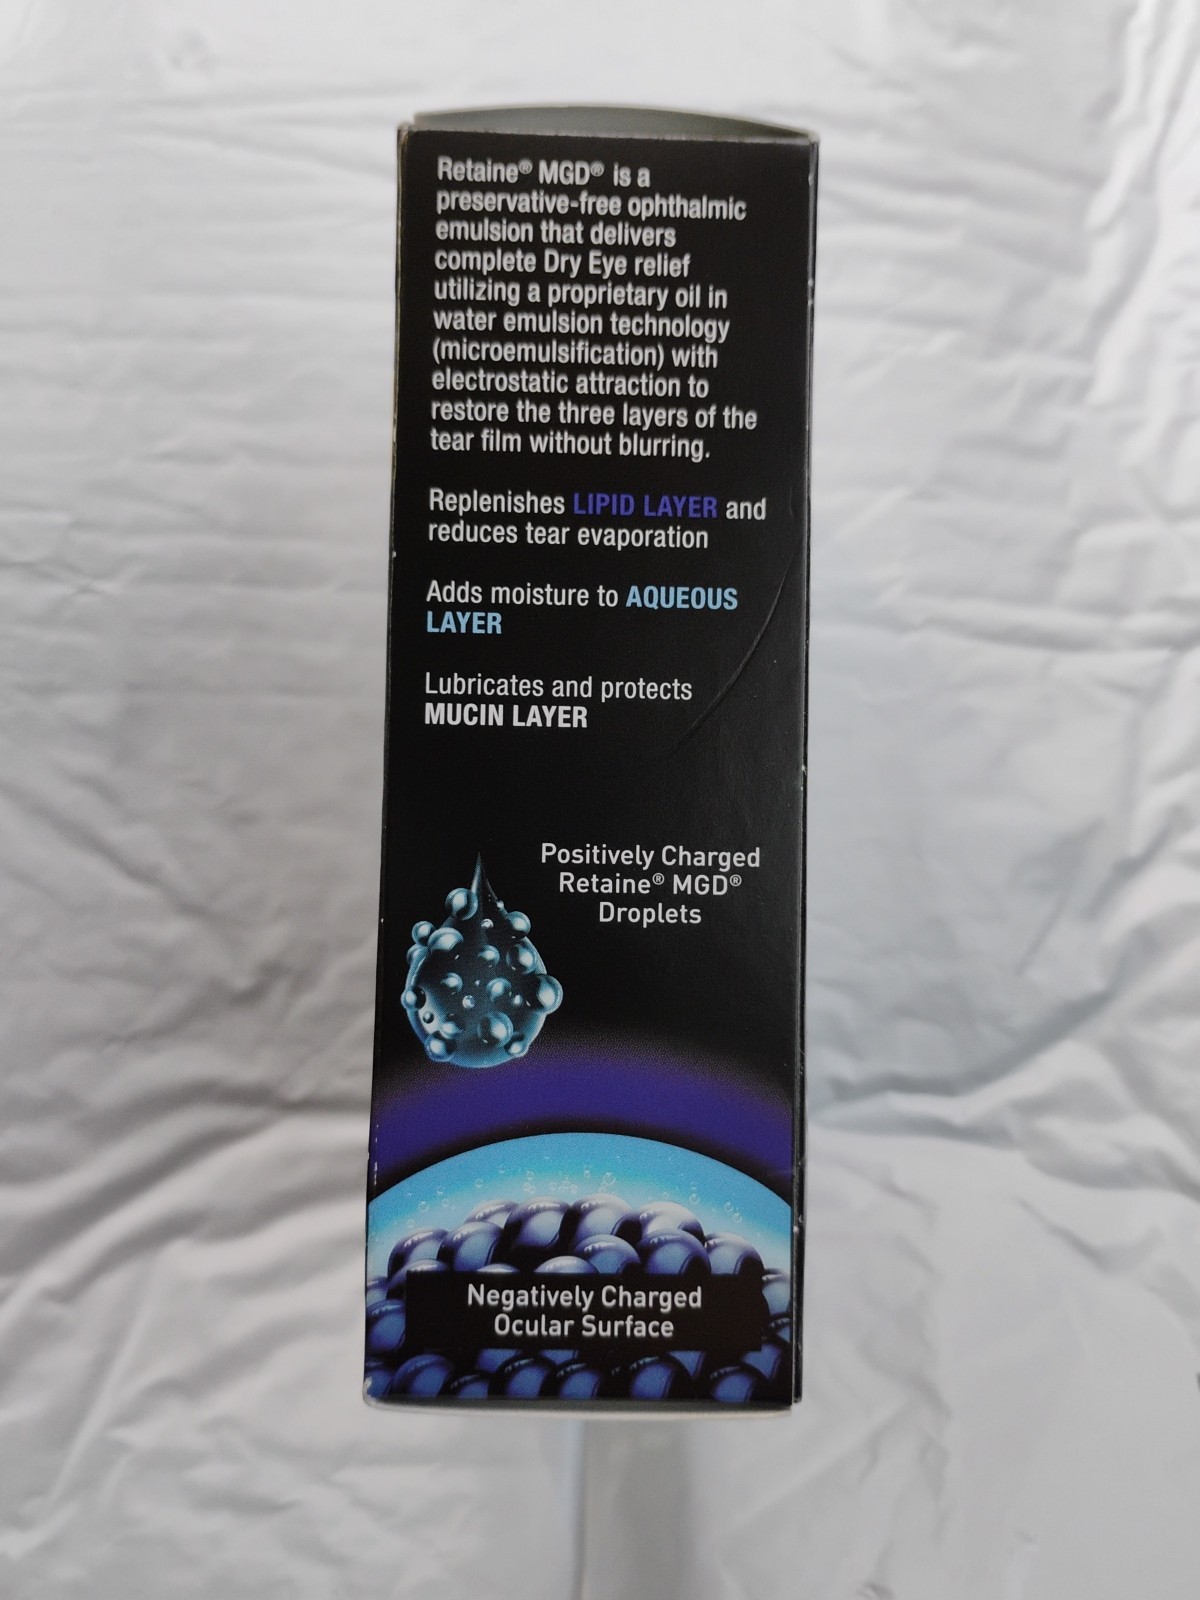 Retaine® MGD® is a
preservative-free ophthalmic
emulsion that delivers
complete Dry Eye relief
utilizing a proprietary oil in
water emulsion technology
(microemulsification) with
electrostatic attraction to
restore the three layers of the
tear film without blurring.
Replenishes LIPID LAYER and
reduces tear evaporation
Adds moisture to AQUEOUS
LAYER
Lubricates and protects
MUCIN LAYER
Positively Charged
Retaine® MGD®
Droplets
Negatively Charged
Ocular Surface